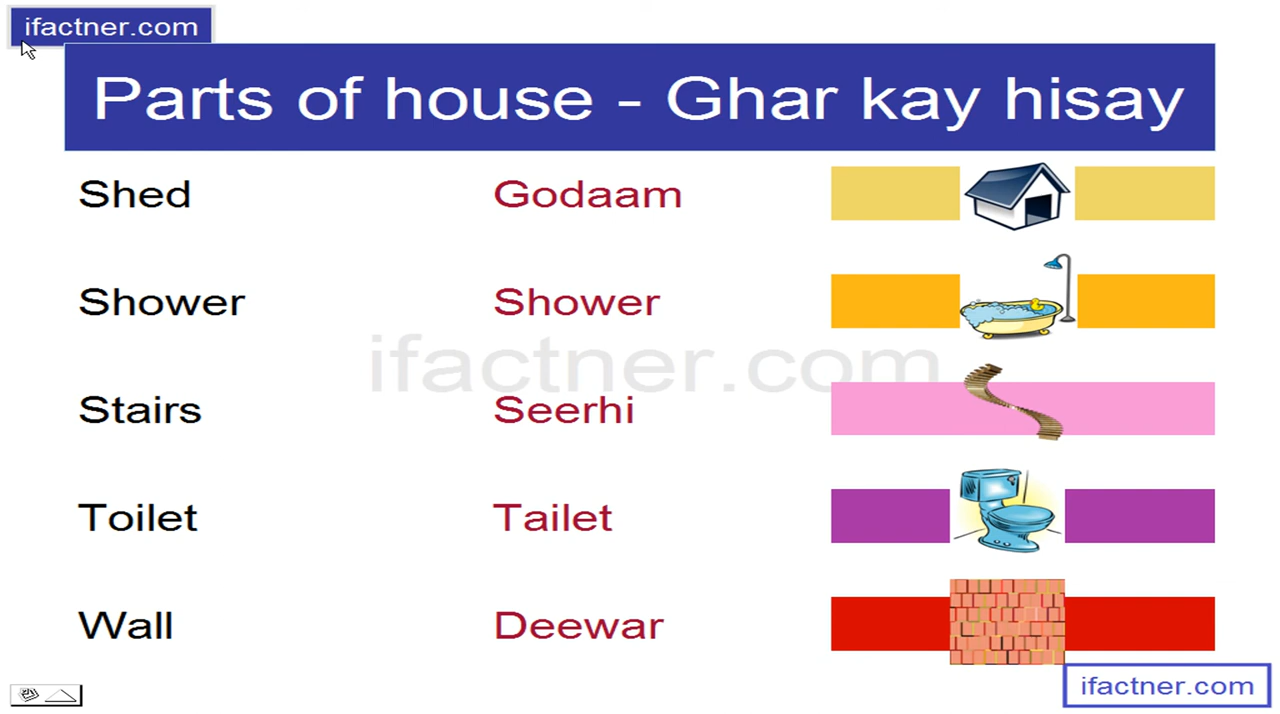 ifactner.com
Parts of house - Ghar kay hisay
Shed Godaam
Shower Shower
ifactner.com
Stairs Seerhi
Toilet Tailet
Wall Deewar
ifactner.com